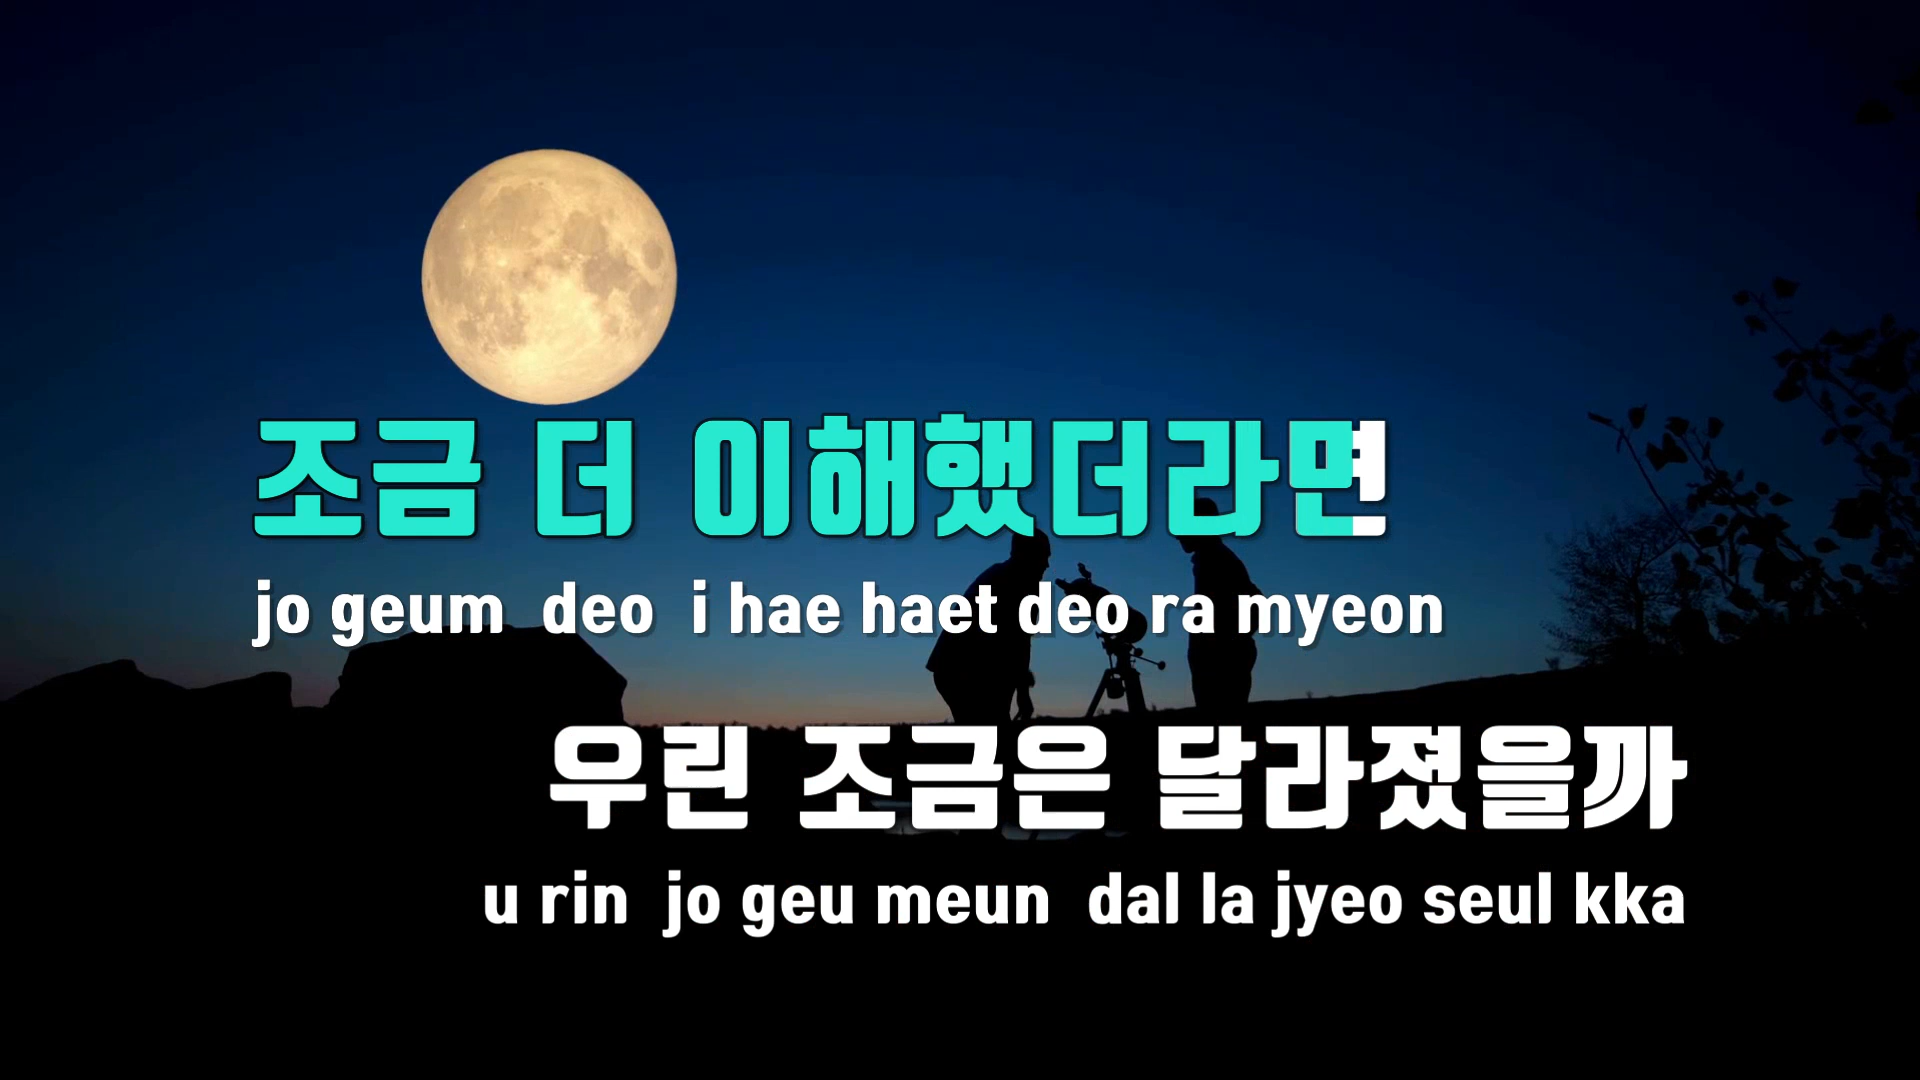 조금 더 이해했더라면
jo geum deo i hae haet deo ra myeon
우린 조금은 달라졌을까
u rin jo geu meun dal la jyeo seul kka